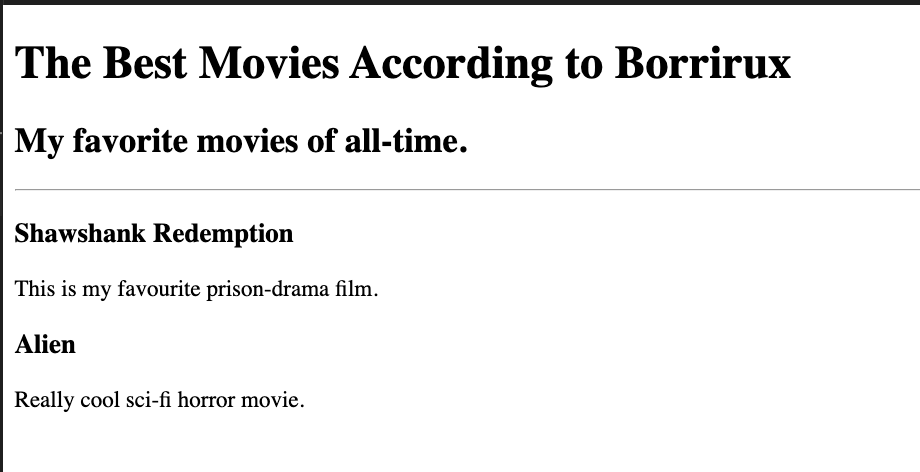 The Best Movies According to Borrirux
My favorite movies of all-time.
Shawshank Redemption
This is my favourite prison-drama film.
Alien
Really cool sci-fi horror movie.